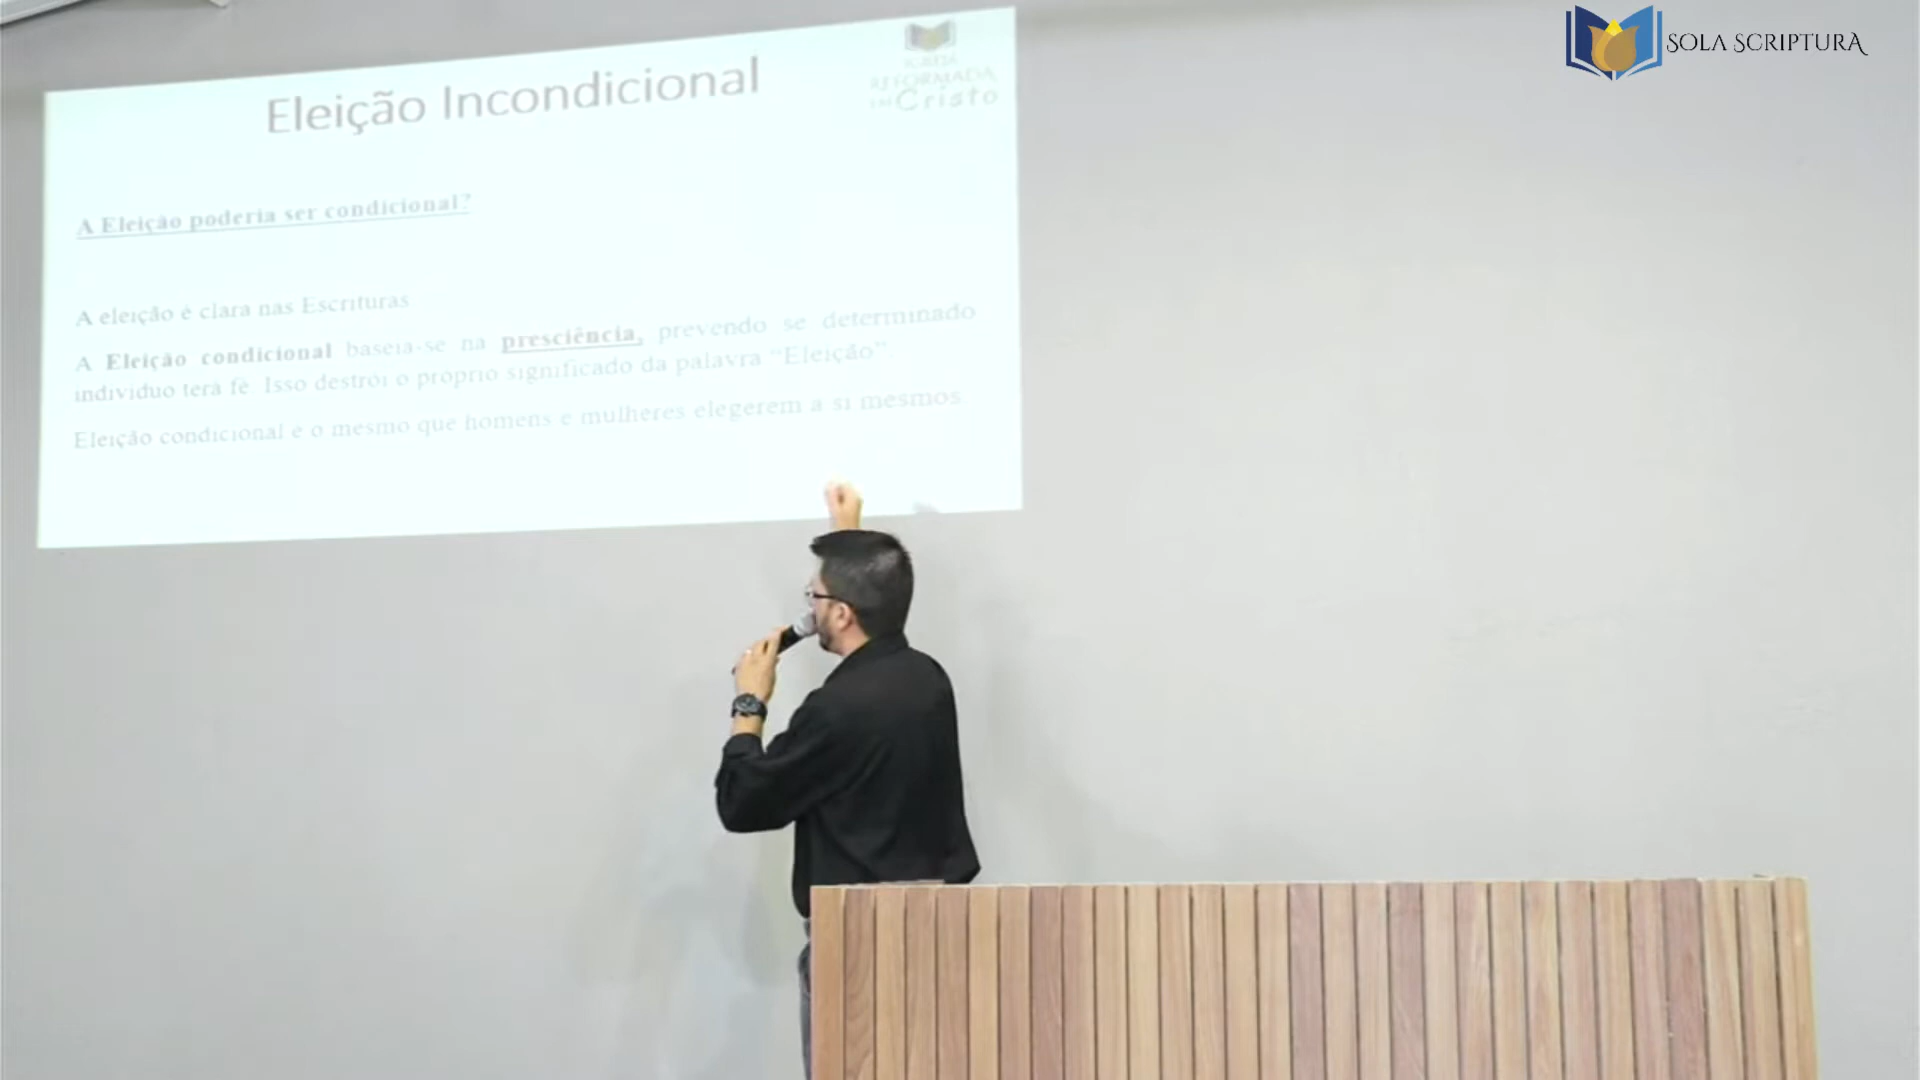 SOLA SCRIPTURA
Eleição Incondicional
IGREJA
REFORMADA
EM Cristo
A Eleição poderia ser condicional?
A eleição é clara nas Escrituras
A Eleição condicional baseia-se na presciência, prevendo se determinado
indivíduo terá fé. Isso destrói o próprio significado da palavra “Eleição”.
Eleição condicional é o mesmo que homens e mulheres elegerem a si mesmos.